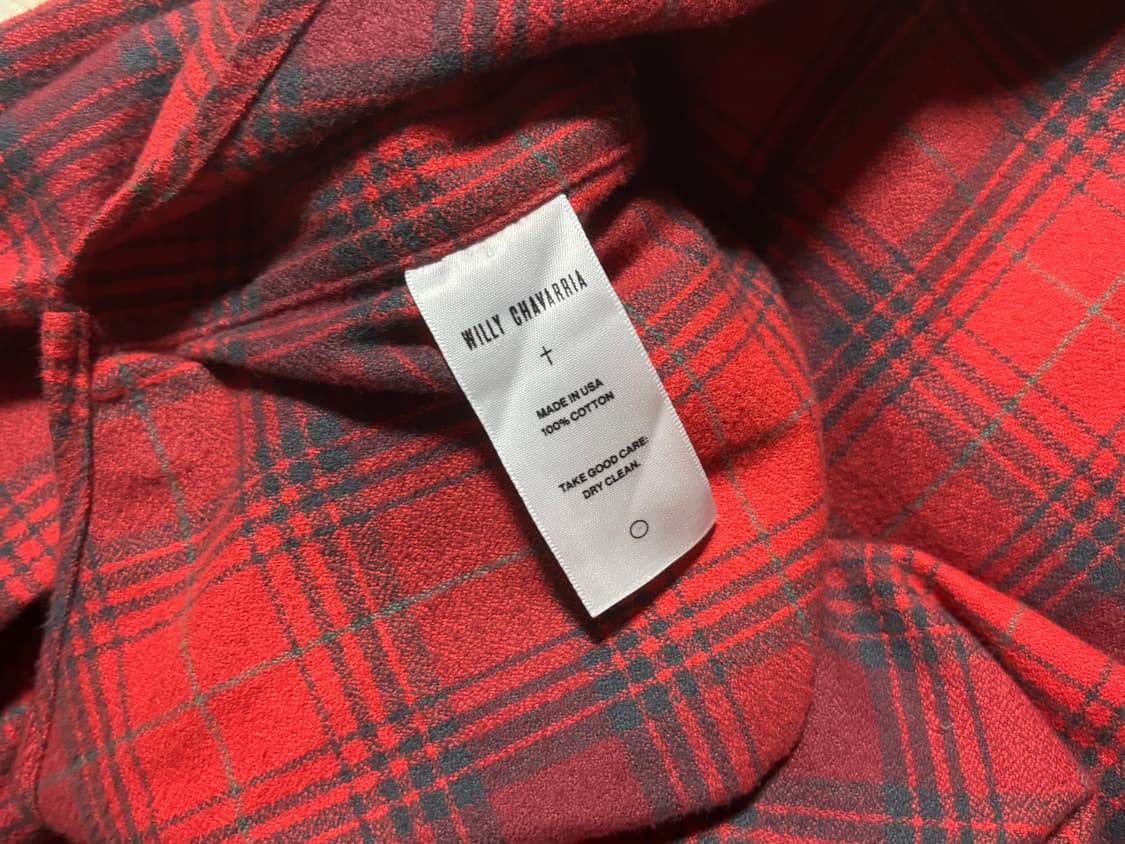 WILLY CHAVARRIA
MADE IN USA
100% COTTON
TAKE GOOD CARE:
DRY CLEAN.